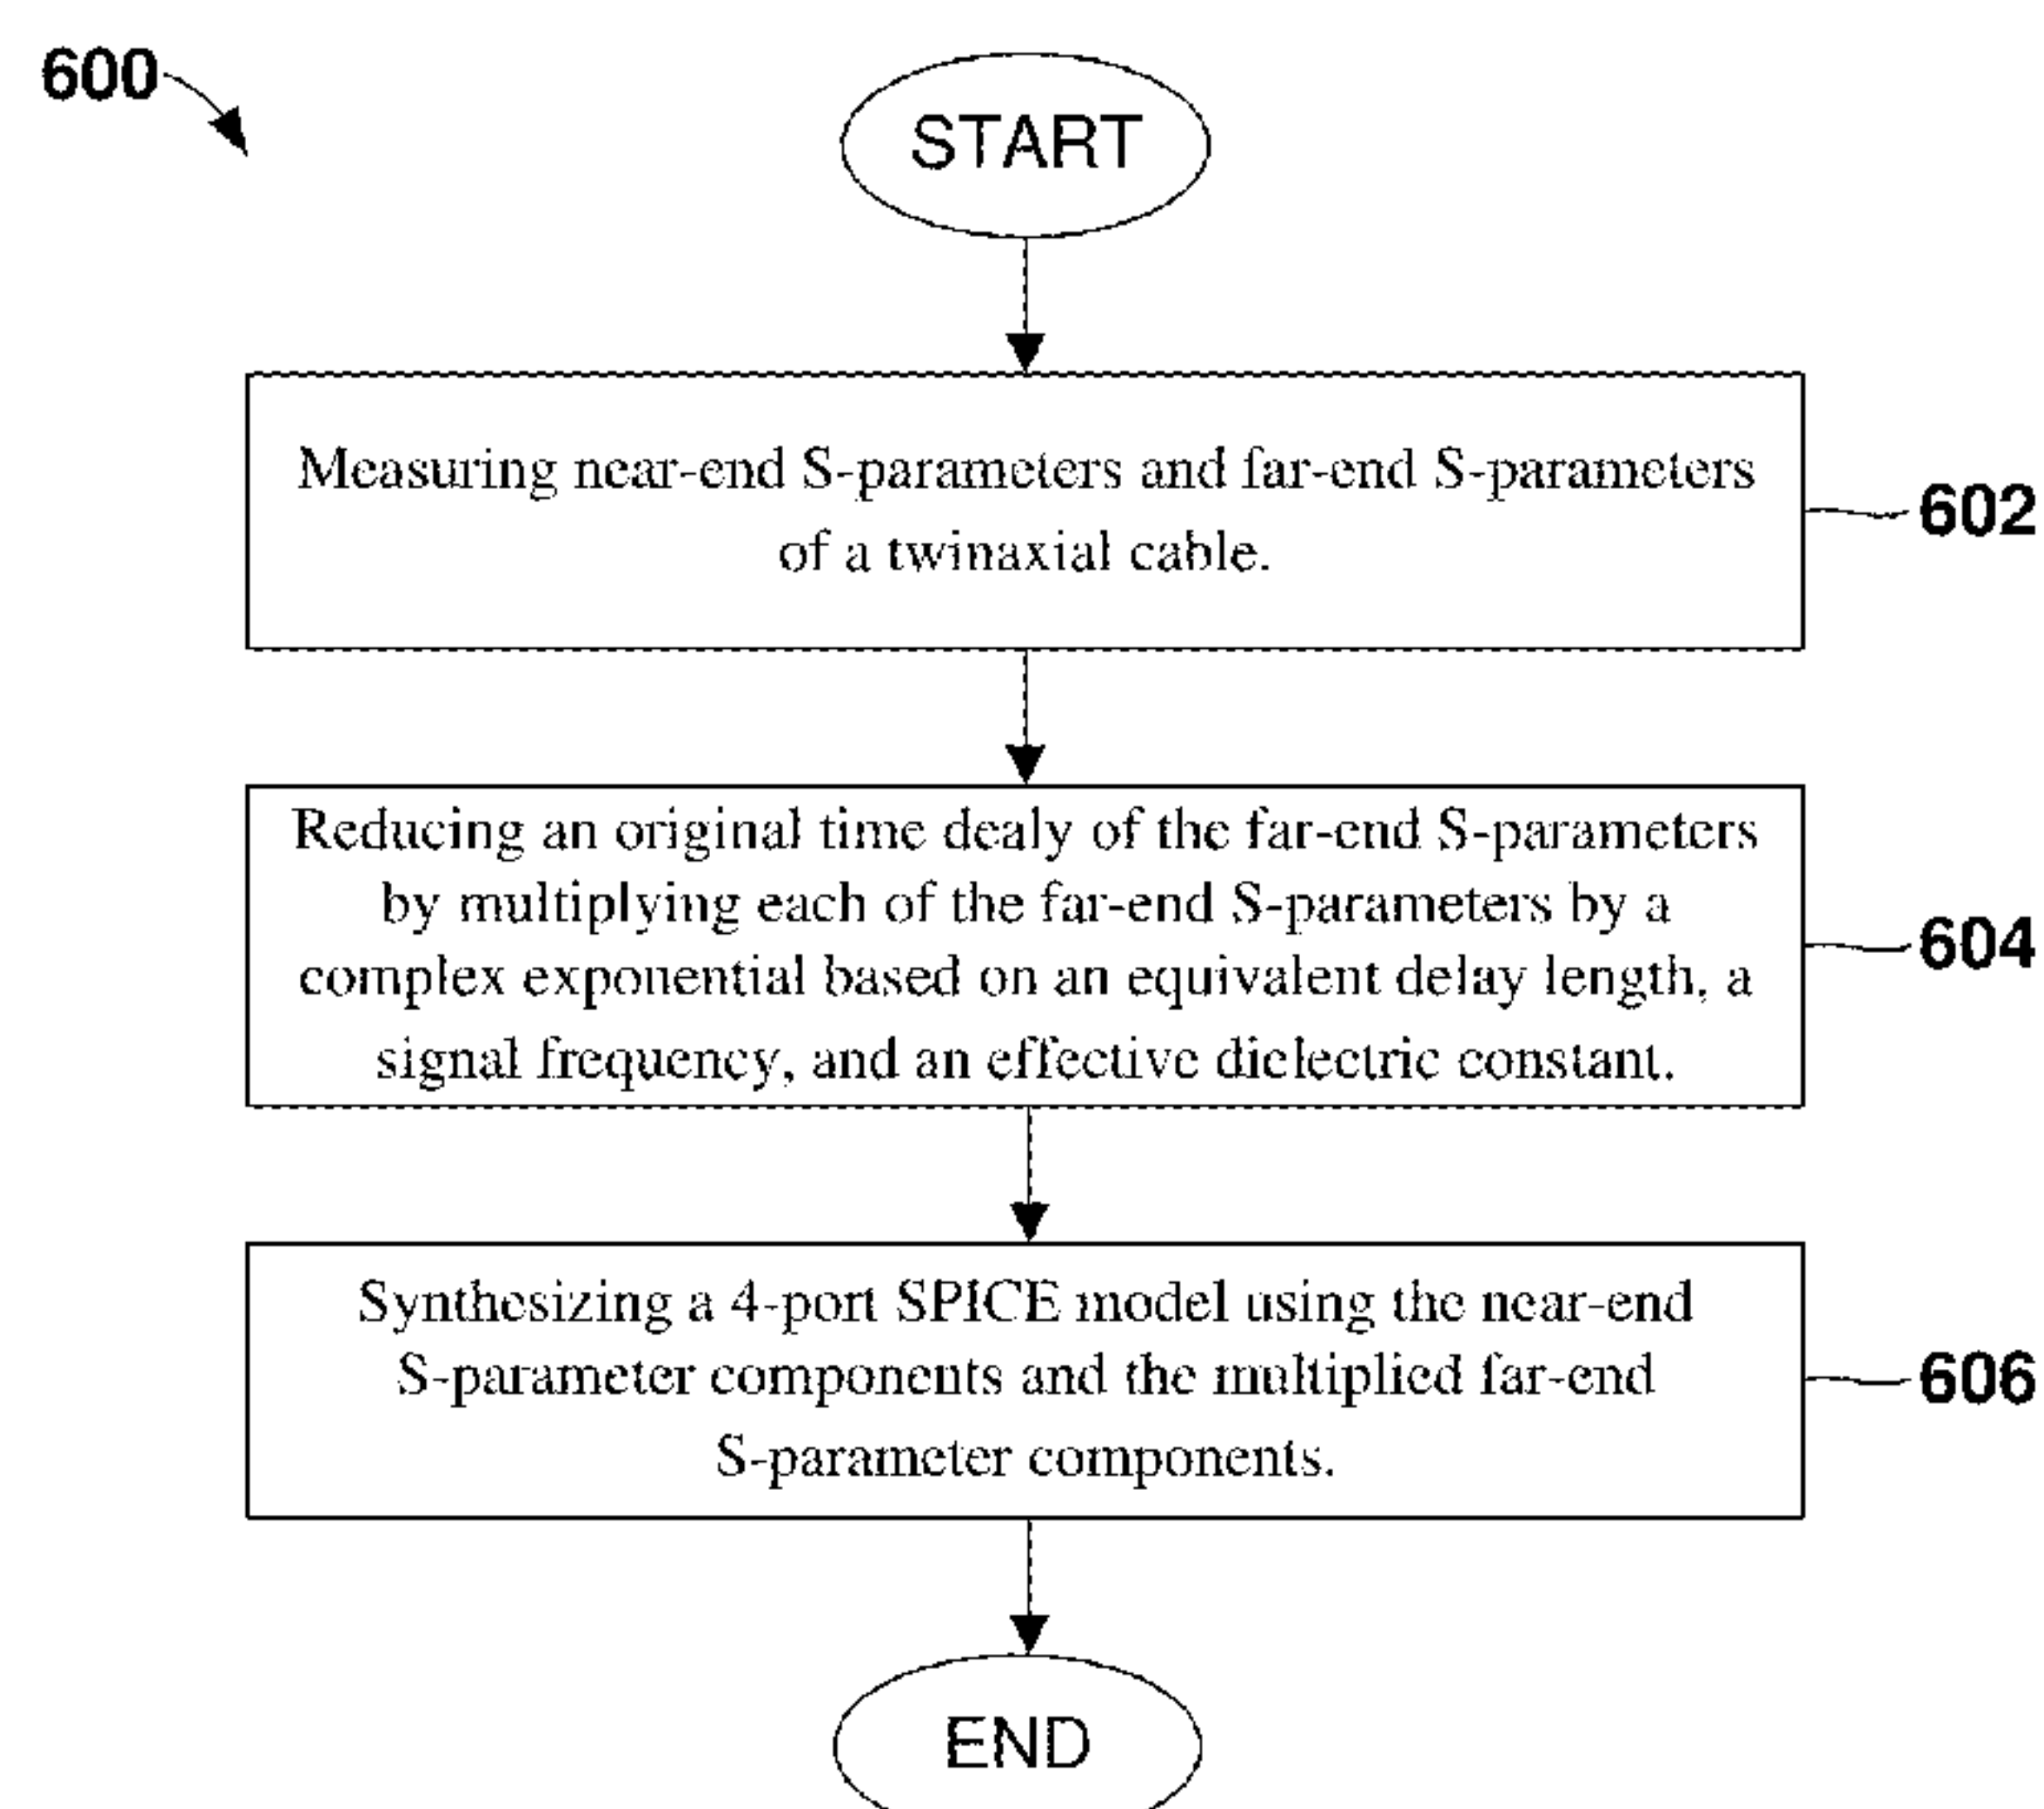 600
START
Measuring near-end S-parameters and far-end S-parameters
of a twinaxial cable.
602
Reducing an original time dealy of the far-end S-parameters
by multiplying each of the far-end S-parameters by a
complex exponential based on an equivalent delay length, a
signal frequency, and an effective dielectric constant.
604
Synthesizing a 4-port SPICE model using the near-end
S-parameter components and the multiplied far-end
S-parameter components.
606
END